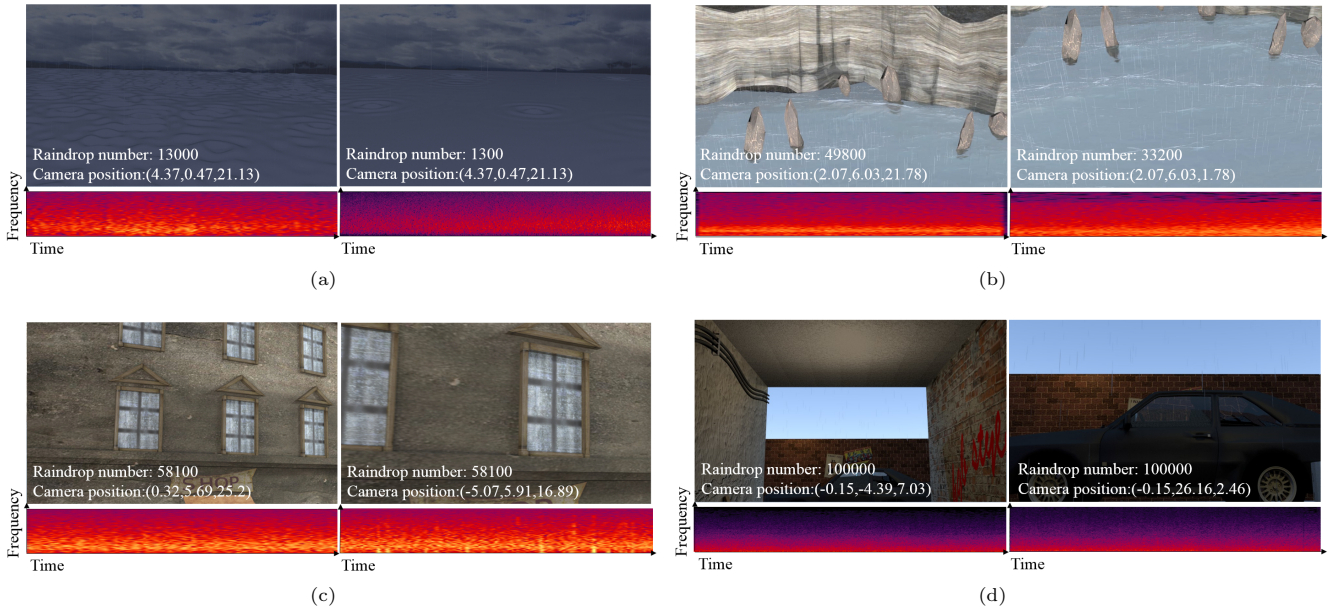 Raindrop number: 13000
Camera position:(4.37,0.47,21.13)
Raindrop number: 1300
Camera position:(4.37,0.47,21.13)
Frequency
Time
Time
(a)
Raindrop number: 49800
Camera position:(2.07,6.03,21.78)
Raindrop number: 33200
Camera position:(2.07,6.03,1.78)
Frequency
Time
Time
(b)
SHOP
Raindrop number: 58100
Camera position:(0.32,5.69,25.2)
Raindrop number: 58100
Camera position:(-5.07,5.91,16.89)
Frequency
Time
Time
(c)
Raindrop number: 100000
Camera position:(-0.15,-4.39,7.03)
Raindrop number: 100000
Camera position:(-0.15,26.16,2.46)
Frequency
Time
Time
(d)